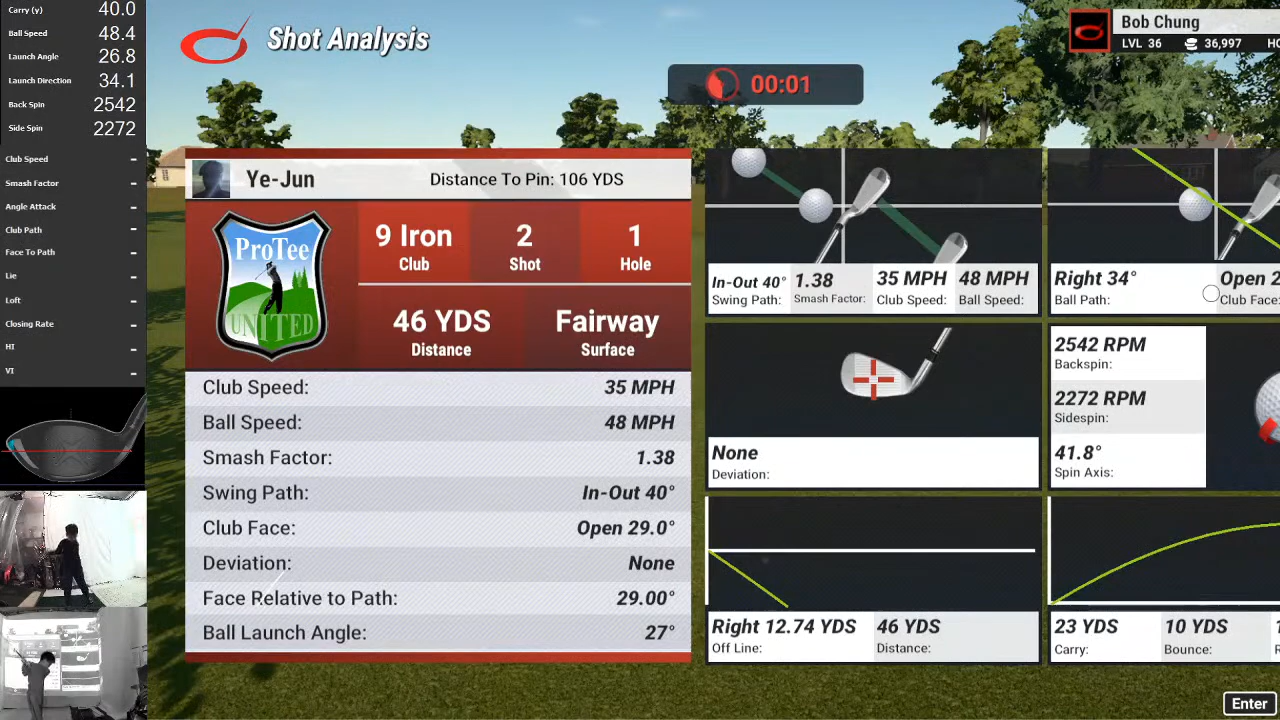 Carry (y) 40.0
Ball Speed 48.4
Launch Angle 26.8
Launch Direction 34.1
Back Spin 2542
Side Spin 2272
Club Speed -
Smash Factor -
Angle Attack -
Club Path -
Face To Path -
Lie -
Loft -
Closing Rate -
HI -
VI -
Shot Analysis
00:01
Bob Chung
LVL 36 36,997 HC
Ye-Jun Distance To Pin: 106 YDS
ProTee
UNITED
9 Iron 2 1
Club Shot Hole
46 YDS Fairway
Distance Surface
Club Speed: 35 MPH
Ball Speed: 48 MPH
Smash Factor: 1.38
Swing Path: In-Out 40°
Club Face: Open 29.0°
Deviation: None
Face Relative to Path: 29.00°
Ball Launch Angle: 27°
In-Out 40° 1.38 35 MPH 48 MPH
Swing Path: Smash Factor: Club Speed: Ball Speed:
Right 34° Open 2
Ball Path: Club Face:
None
Deviation:
2542 RPM
Backspin:
2272 RPM
Sidespin:
41.8°
Spin Axis:
Right 12.74 YDS 46 YDS
Off Line: Distance:
23 YDS 10 YDS
Carry: Bounce:
Enter